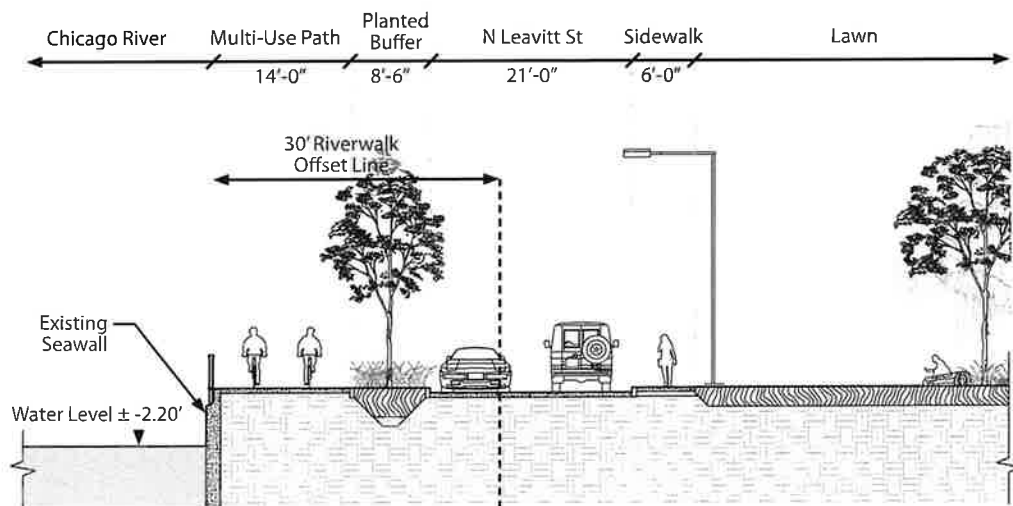 Chicago River
Multi-Use Path
Planted
Buffer
N Leavitt St
Sidewalk
Lawn
14'-0"
8'-6"
21'-0"
6'-0"
30' Riverwalk
Offset Line
Existing
Seawall
Water Level ± -2.20'